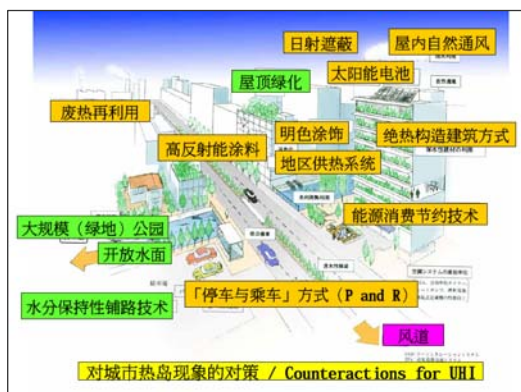 日射遮蔽
屋内自然通风
太阳能电池
屋顶绿化
废热再利用
明色涂饰
绝热构造建筑方式
高反射能涂料
地区供热系统
能源消费节约技术
大规模（绿地）公园
开放水面
水分保持性铺路技术
「停车与乘车」方式（P and R）
风道
对城市热岛现象的对策 / Counteractions for UHI